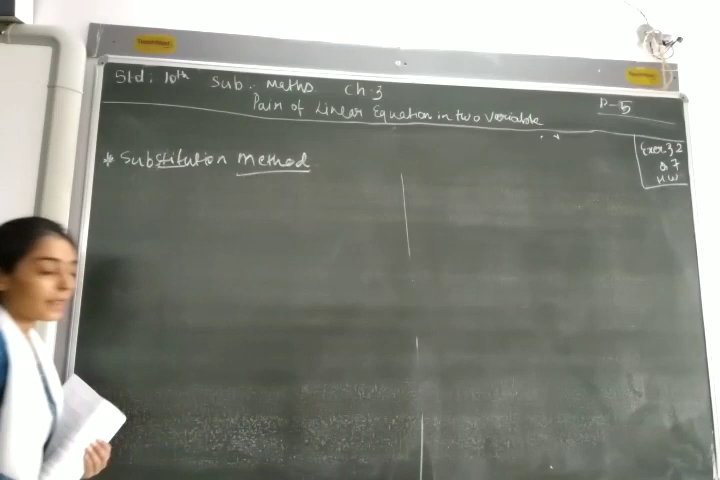 Std : 10th Sub : Maths Ch : 3
Pair of Linear Equation in two variable
P-5
Exer 3.2
Q 7
H.W
* Substitution Method